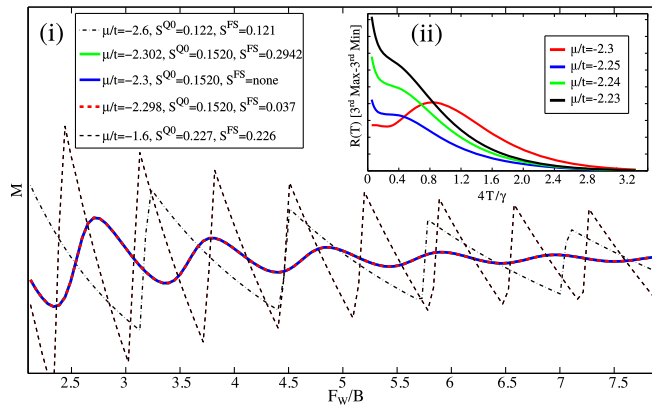 (i)
μ/t=−2.6, S^Q0=0.122, S^FS=0.121
μ/t=−2.302, S^Q0=0.1520, S^FS=0.2942
μ/t=−2.3, S^Q0=0.1520, S^FS=none
μ/t=−2.298, S^Q0=0.1520, S^FS=0.037
μ/t=−1.6, S^Q0=0.227, S^FS=0.226
(ii)
μ/t=-2.3
μ/t=-2.25
μ/t=-2.24
μ/t=-2.23
R(T) [3rd Max-3rd Min]
0 0.4 0.8 1.2 1.6 2 2.4 2.8 3.2
4T/γ
M
2.5 3 3.5 4 4.5 5 5.5 6 6.5 7 7.5
F_W/B